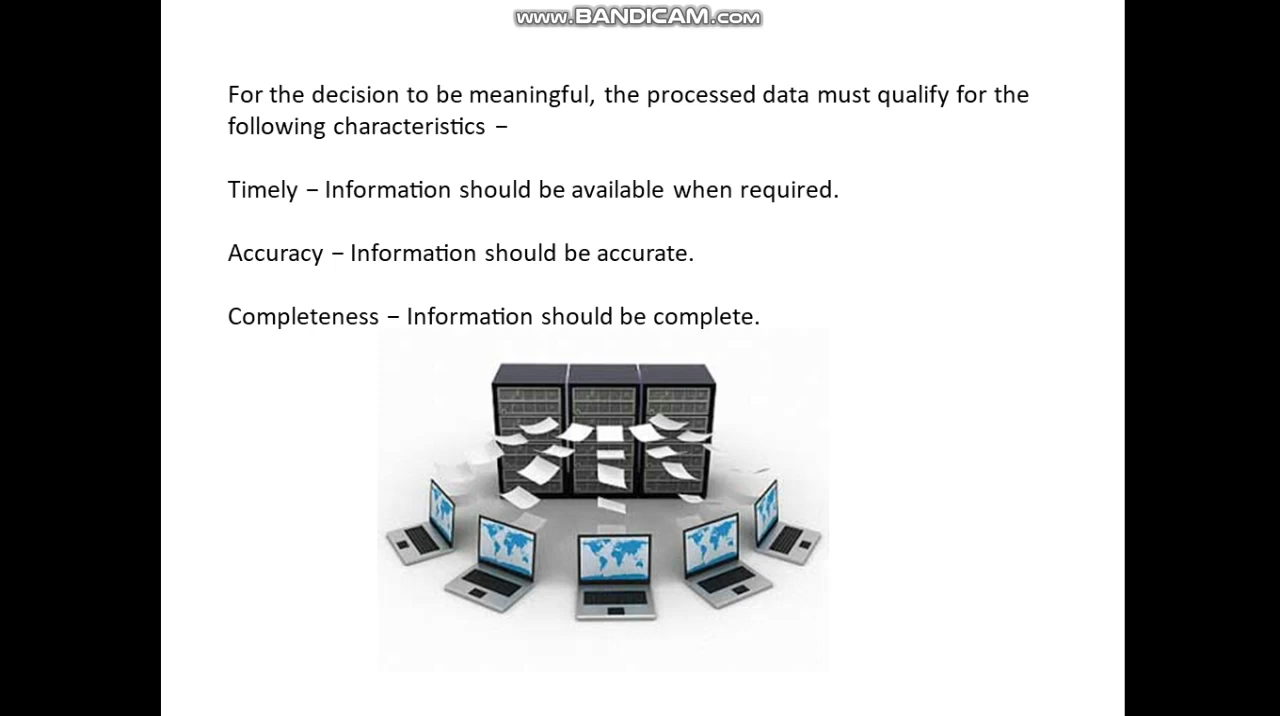 www.BANDICAM.com
For the decision to be meaningful, the processed data must qualify for the
following characteristics −
Timely − Information should be available when required.
Accuracy − Information should be accurate.
Completeness − Information should be complete.